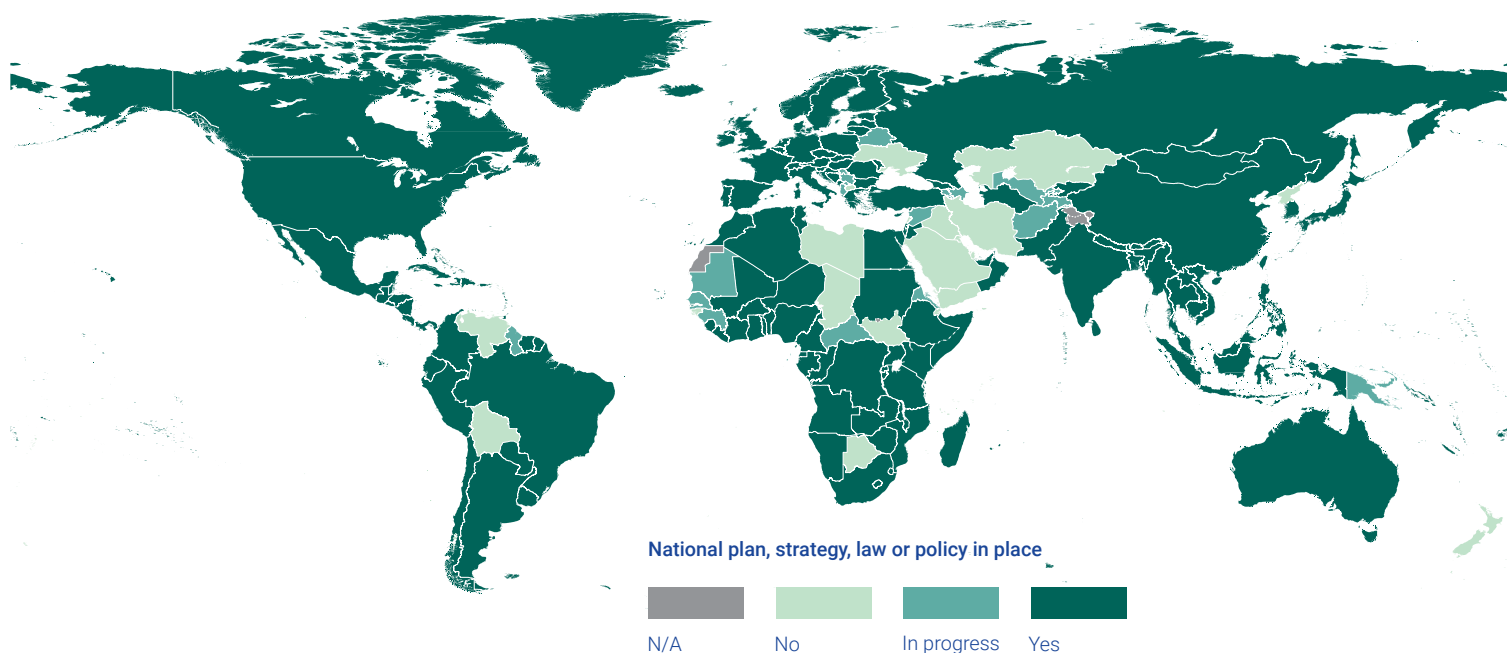 National plan, strategy, law or policy in place
N/A No In progress Yes